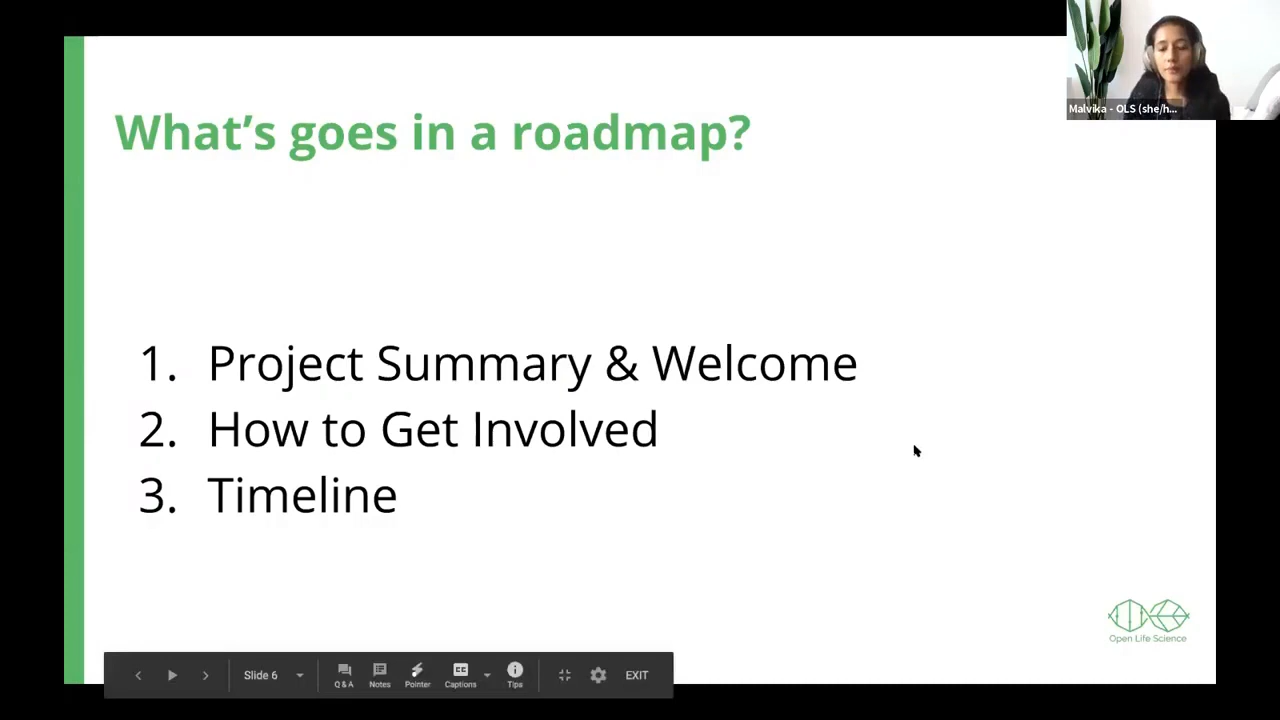 What's goes in a roadmap?
Malvika - OLS (she/h...
1. Project Summary & Welcome
2. How to Get Involved
3. Timeline
Open Life Science
Slide 6
Q & A
Notes
Pointer
CC
Captions
Tips
EXIT